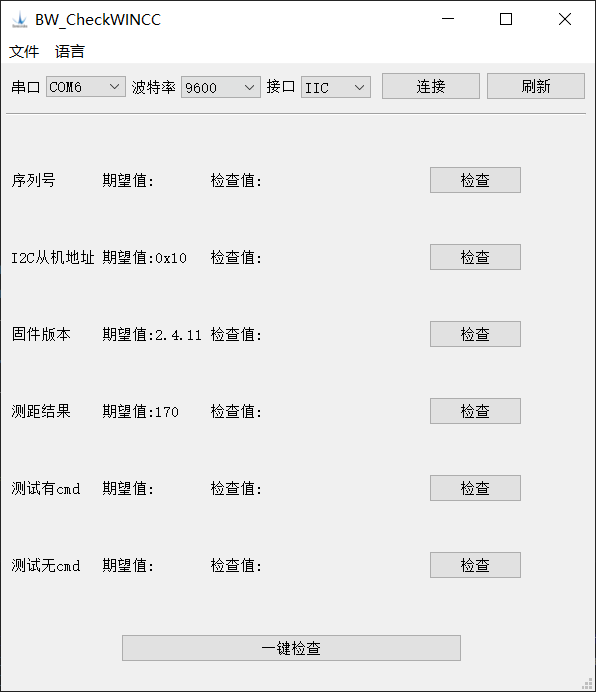 BW_CheckWINCC
文件 语言
串口 COM6 波特率 9600 接口 IIC 连接 刷新
序列号 期望值: 检查值: 检查
I2C从机地址 期望值:0x10 检查值: 检查
固件版本 期望值:2.4.11 检查值: 检查
测距结果 期望值:170 检查值: 检查
测试有cmd 期望值: 检查值: 检查
测试无cmd 期望值: 检查值: 检查
一键检查